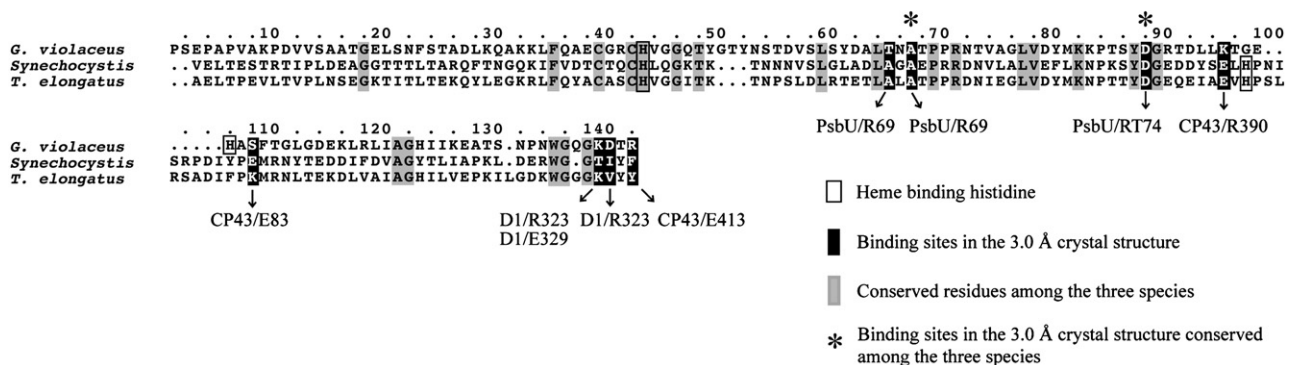 * *
. 10 . 20 . 30 . 40 . 50 . 60 . 70 . 80 . 90 . 100
G. violaceus PSEPAPVAKPDVVSAATGELSNFSTADLKQAKKLFQAECGRCHVGGQTYGTYNSTDVSLSYDALTNATPPRNTVAGLVDYMKKPTSYDGRTDLLKTGE..
Synechocystis ..VELTESTRTIPLDEAGGTTTLTARQFTNGQKIFVDTCTQCHLQGKTK...TNNNVSLGLADLAGAEPRRDNVLALVEFLKNPKSYDGEDDYSELHPNI
T. elongatus ..AELTPEVLTVPLNSEGKTITLTEKQYLEGKRLFQYACASCHVGGITK...TNPSLDLRTETLALATPPRDNIEGLVDYMKNPTTYDGEQEIAEVHPSL
PsbU/R69 PsbU/R69 PsbU/RT74 CP43/R390
. 110 . 120 . 130 . 140 .
G. violaceus .....HASFTGLGDEKLRLIAGHIIKEATS.NPNWGQGKDTR
Synechocystis SRPDIYPEMRNYTEDDIFDVAGYTLIAPKL.DERWG.GTIYF
T. elongatus RSADIFPKMRNLTEKDLVAIAGHILVEPKILGDKWGGGKVYY
CP43/E83 D1/R323 D1/R323 CP43/E413
D1/E329
Heme binding histidine
Binding sites in the 3.0 Å crystal structure
Conserved residues among the three species
* Binding sites in the 3.0 Å crystal structure conserved
among the three species